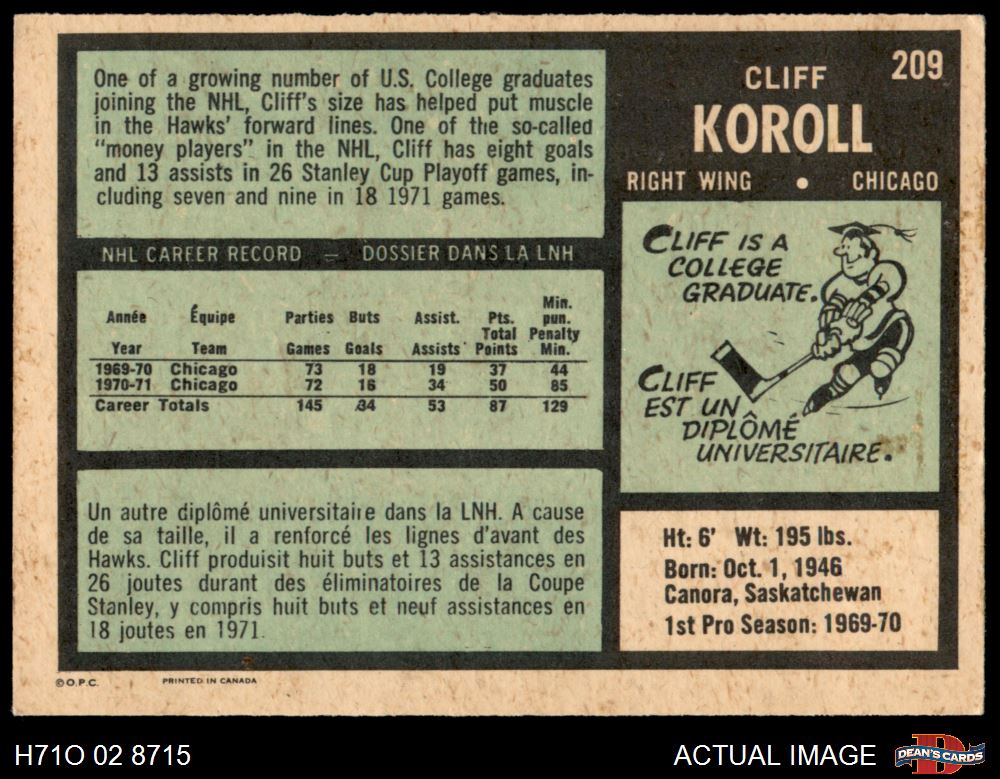 One of a growing number of U.S. College graduates
joining the NHL, Cliff's size has helped put muscle
in the Hawks' forward lines. One of the so-called
"money players" in the NHL, Cliff has eight goals
and 13 assists in 26 Stanley Cup Playoff games, in-
cluding seven and nine in 18 1971 games.
209
CLIFF
KOROLL
RIGHT WING • CHICAGO
NHL CAREER RECORD — DOSSIER DANS LA LNH
Année Équipe Parties Buts Assist. Pts. Total Min. pun. Penalty
Year Team Games Goals Assists Points Min.
1969-70 Chicago 73 18 19 37 44
1970-71 Chicago 72 16 34 50 85
Career Totals 145 34 53 87 129
CLIFF IS A
COLLEGE
GRADUATE.
CLIFF
EST UN
DIPLÔMÉ
UNIVERSITAIRE.
Un autre diplômé universitaire dans la LNH. A cause
de sa taille, il a renforcé les lignes d'avant des
Hawks. Cliff produisit huit buts et 13 assistances en
26 joutes durant des éliminatoires de la Coupe
Stanley, y compris huit buts et neuf assistances en
18 joutes en 1971.
Ht: 6' Wt: 195 lbs.
Born: Oct. 1, 1946
Canora, Saskatchewan
1st Pro Season: 1969-70
©O.P.C. PRINTED IN CANADA
H71O 02 8715
ACTUAL IMAGE
DEAN'S CARDS